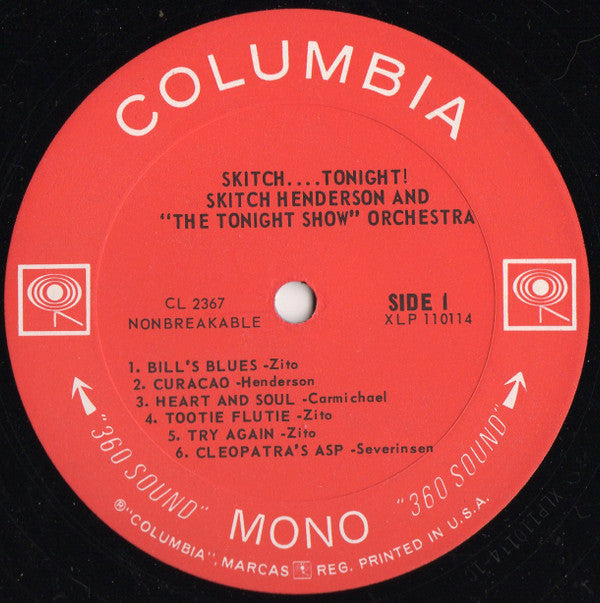 COLUMBIA
SKITCH....TONIGHT!
SKITCH HENDERSON AND
"THE TONIGHT SHOW" ORCHESTRA
CL 2367
NONBREAKABLE
SIDE 1
XLP 110114
1. BILL'S BLUES -Zito
2. CURACAO -Henderson
3. HEART AND SOUL -Carmichael
4. TOOTIE FLUTIE -Zito
5. TRY AGAIN -Zito
6. CLEOPATRA'S ASP -Severinsen
"360 SOUND"
MONO
"360 SOUND"
®"COLUMBIA", MARCAS REG. PRINTED IN U.S.A.